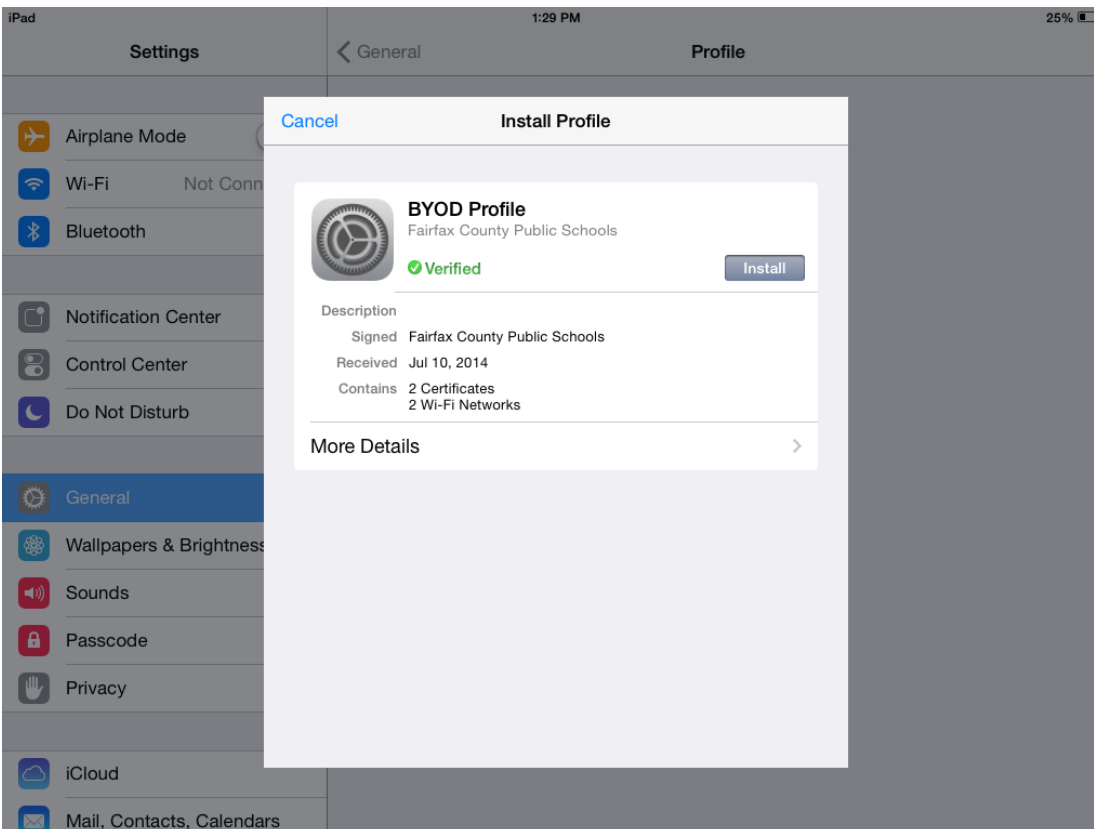 iPad 1:29 PM 25%
Settings
General Profile
Cancel Install Profile
Airplane Mode
Wi-Fi Not Conn
Bluetooth
Notification Center
Control Center
Do Not Disturb
General
Wallpapers & Brightness
Sounds
Passcode
Privacy
iCloud
Mail, Contacts, Calendars
BYOD Profile
Fairfax County Public Schools
Verified Install
Description
Signed Fairfax County Public Schools
Received Jul 10, 2014
Contains 2 Certificates
2 Wi-Fi Networks
More Details